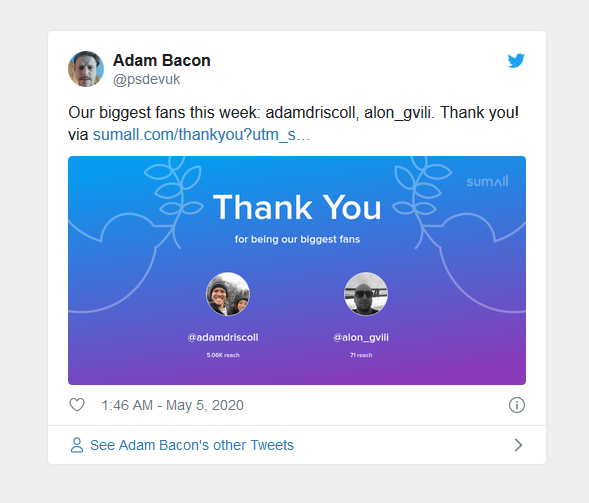 Adam Bacon
@psdevuk
Our biggest fans this week: adamdriscoll, alon_gvili. Thank you!
via sumall.com/thankyou?utm_s…
sumall
Thank You
for being our biggest fans
@adamdriscoll
@alon_gvili
5.06K reach
71 reach
1:46 AM - May 5, 2020
See Adam Bacon's other Tweets